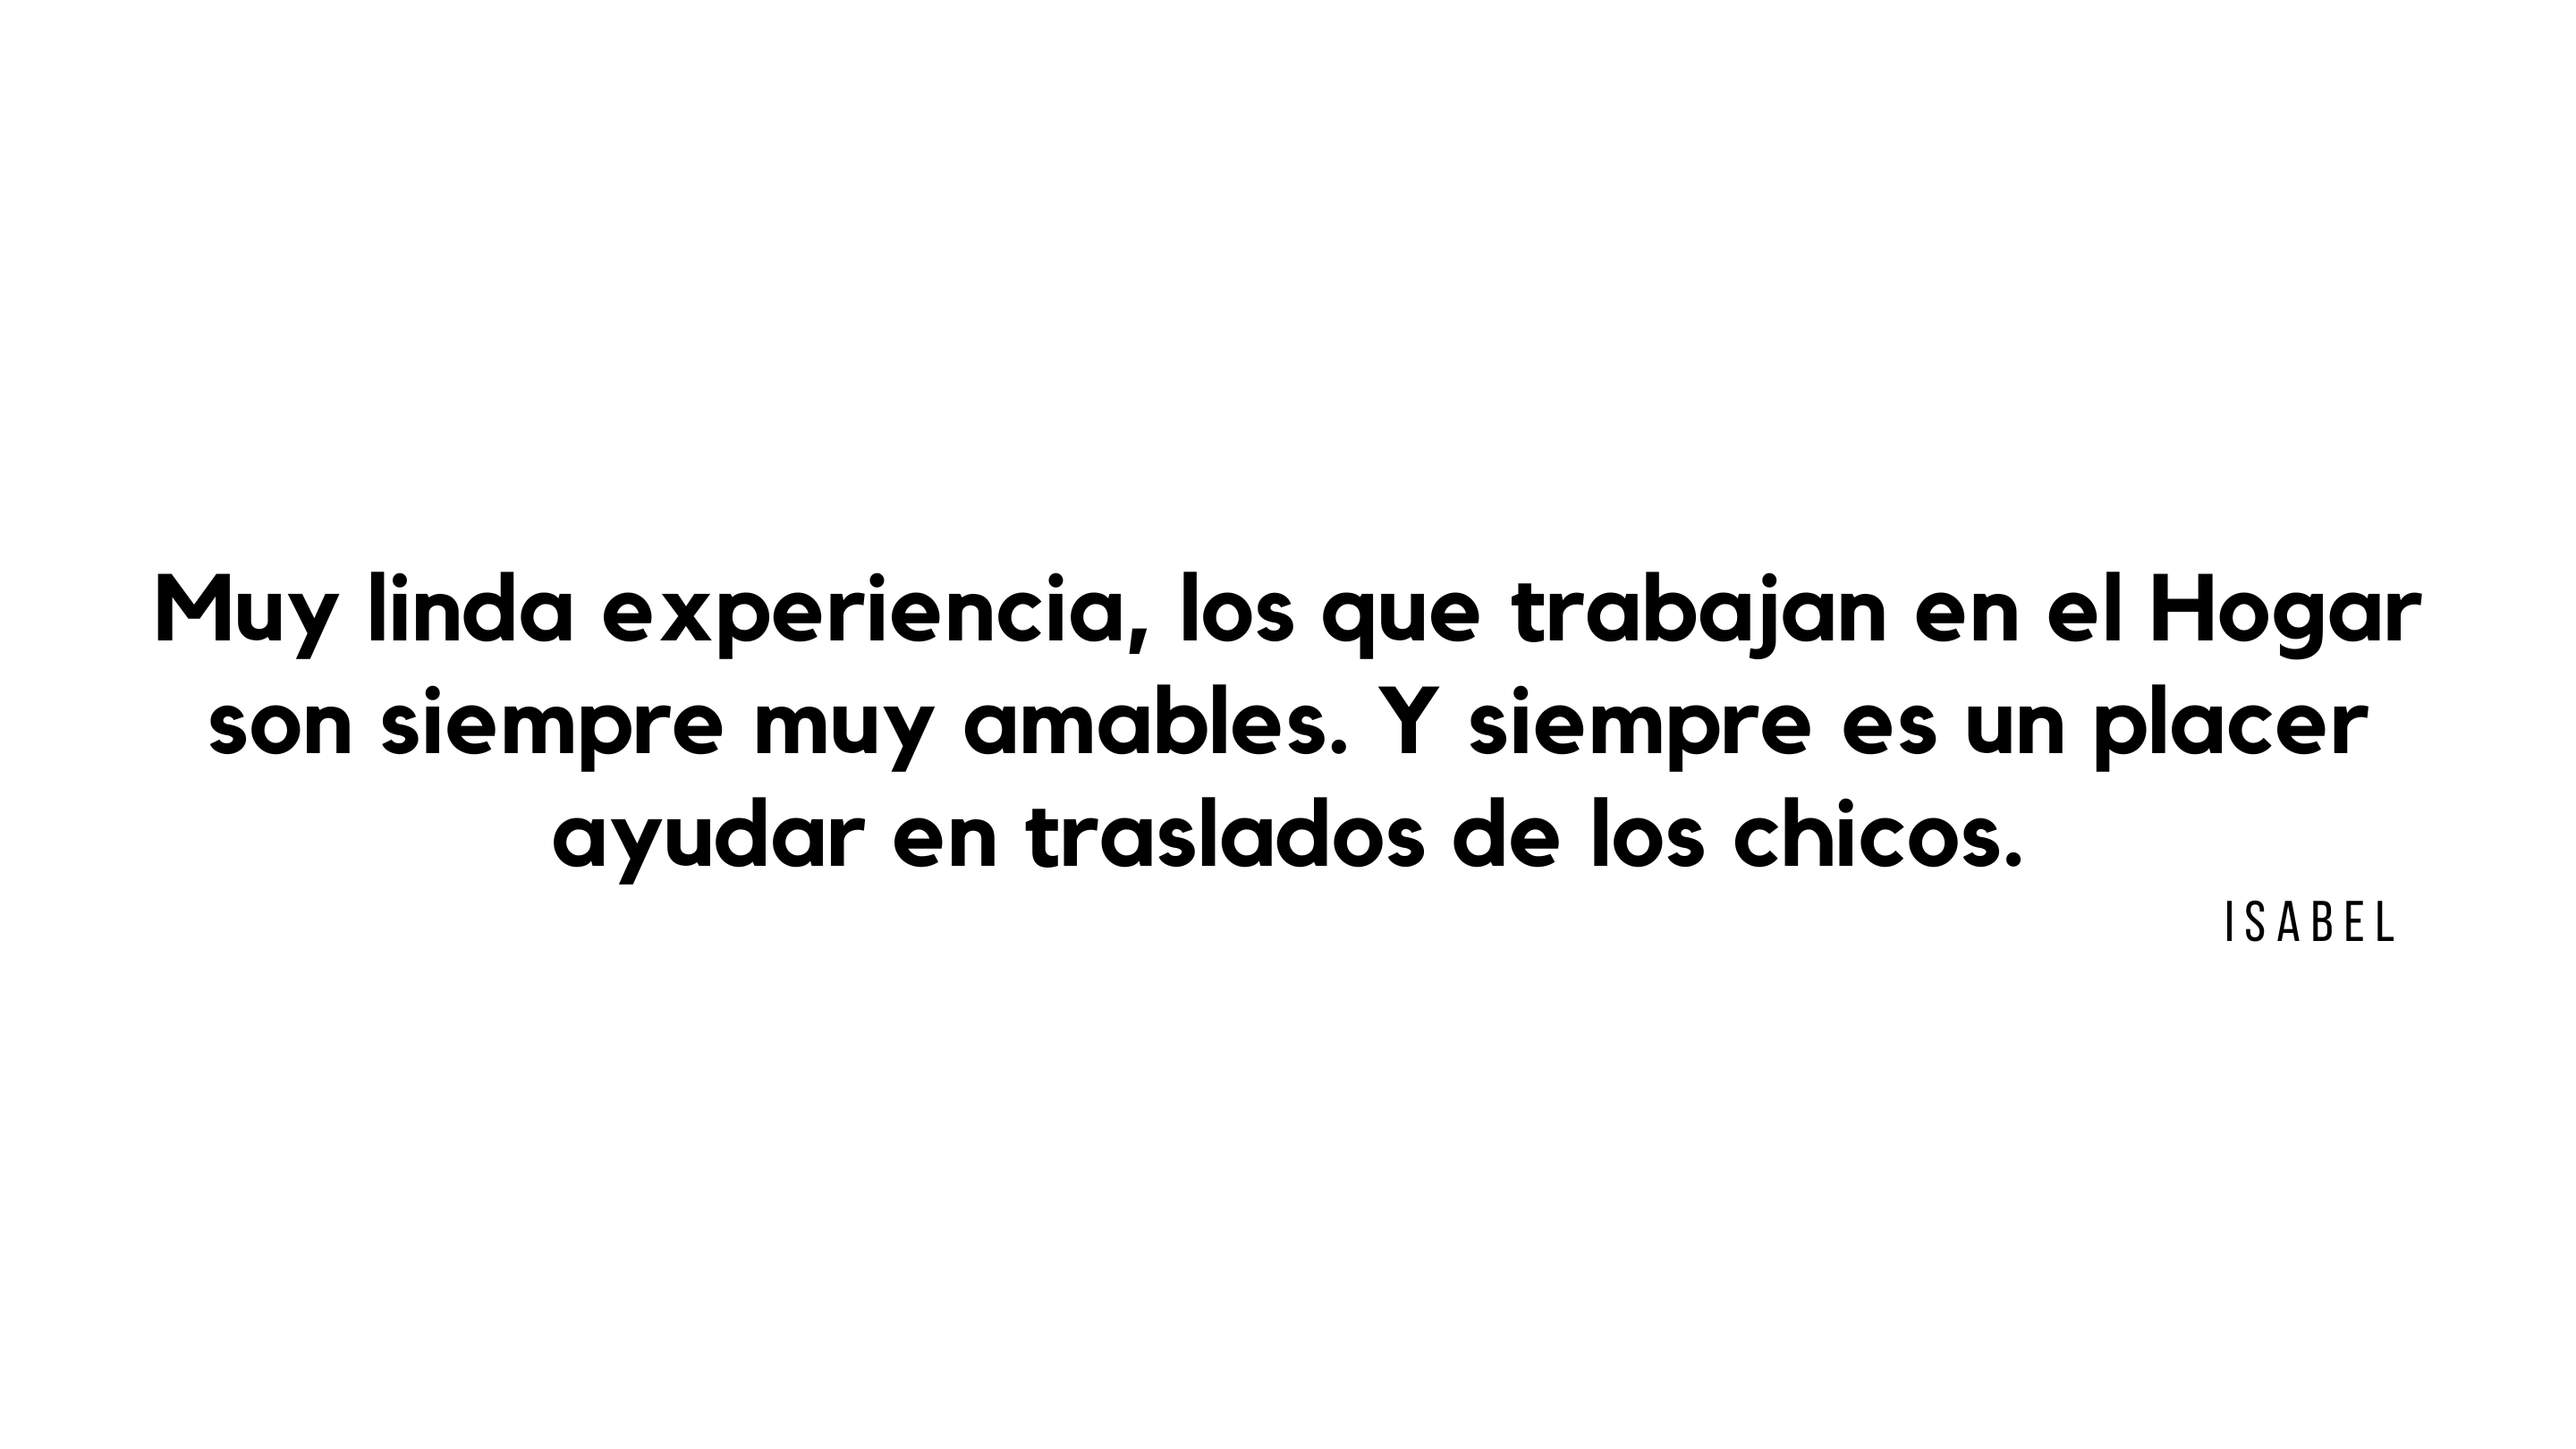 Muy linda experiencia, los que trabajan en el Hogar
son siempre muy amables. Y siempre es un placer
ayudar en traslados de los chicos.
ISABEL